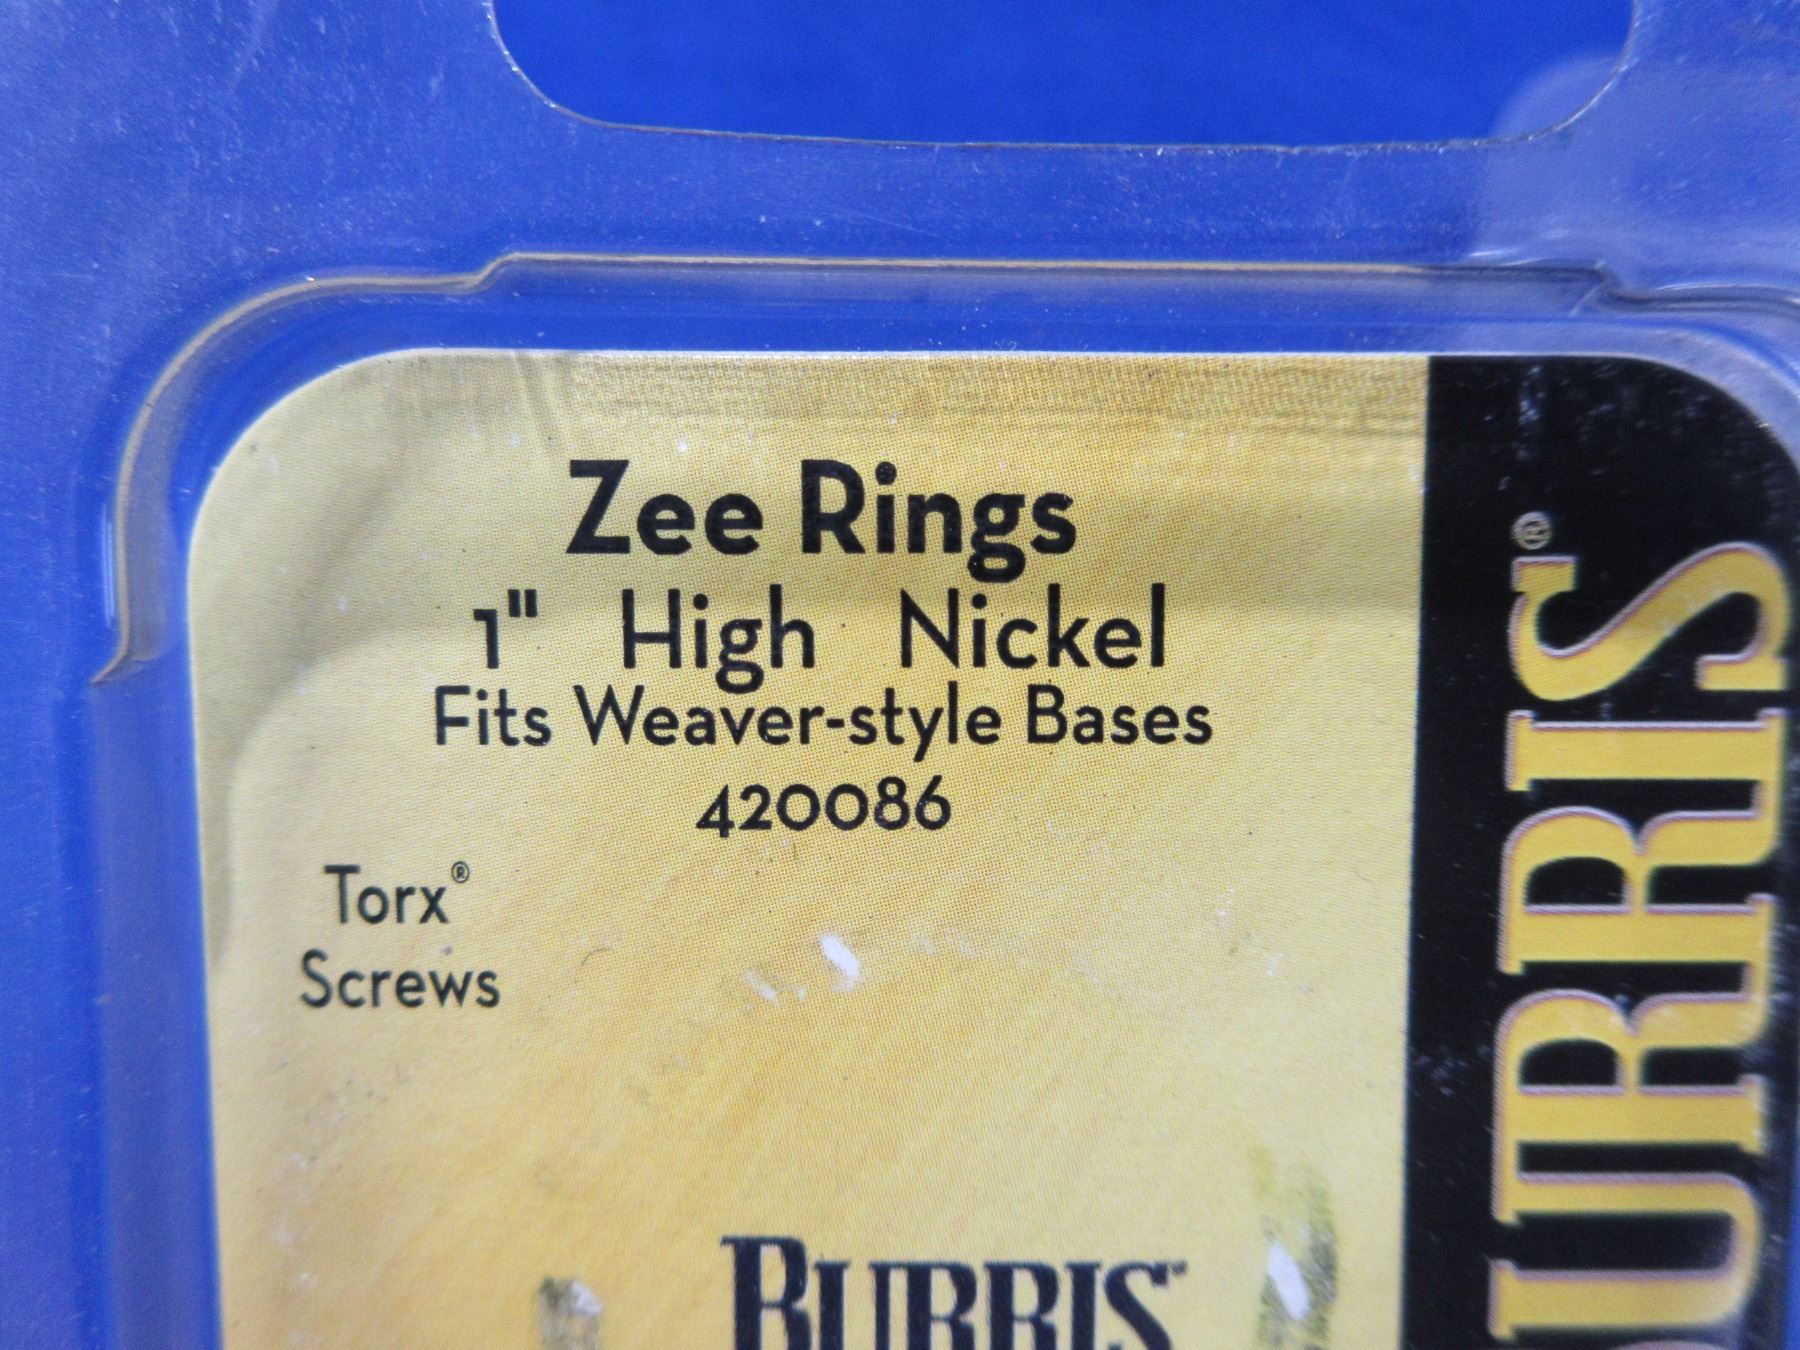 Zee Rings
1" High Nickel
Fits Weaver-style Bases
420086
Torx®
Screws
BURRIS
BURRIS®